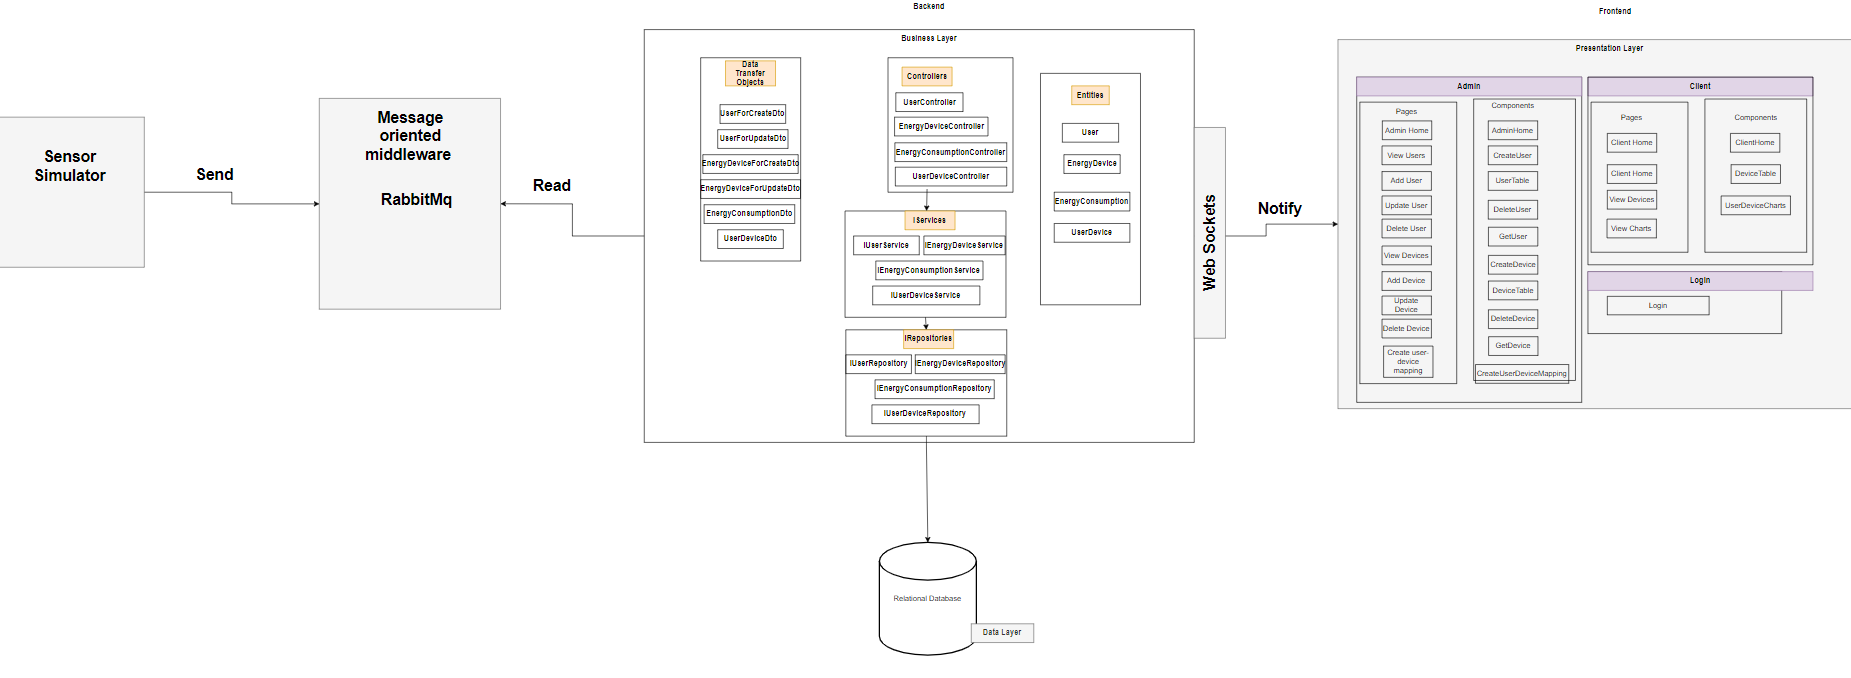 Sensor
Simulator
Send
Message
oriented
middleware
RabbitMq
Read
Backend
Business Layer
Data
Transfer
Objects
UserForCreateDto
UserForUpdateDto
EnergyDeviceForCreateDto
EnergyDeviceForUpdateDto
EnergyConsumptionDto
UserDeviceDto
Controllers
UserController
EnergyDeviceController
EnergyConsumptionController
UserDeviceController
IServices
IUserService
IEnergyDeviceService
IEnergyConsumptionService
IUserDeviceService
IRepositories
IUserRepository
IEnergyDeviceRepository
IEnergyConsumptionRepository
IUserDeviceRepository
Entities
User
EnergyDevice
EnergyConsumption
UserDevice
Relational Database
Data Layer
Web Sockets
Notify
Frontend
Presentation Layer
Admin
Pages
Admin Home
View Users
Add User
Update User
Delete User
View Devices
Add Device
Update
Device
Delete Device
Create user-
device
mapping
Components
AdminHome
CreateUser
UserTable
DeleteUser
GetUser
CreateDevice
DeviceTable
DeleteDevice
GetDevice
CreateUserDeviceMapping
Client
Pages
Client Home
Client Home
View Devices
View Charts
Components
ClientHome
DeviceTable
UserDeviceCharts
Login
Login